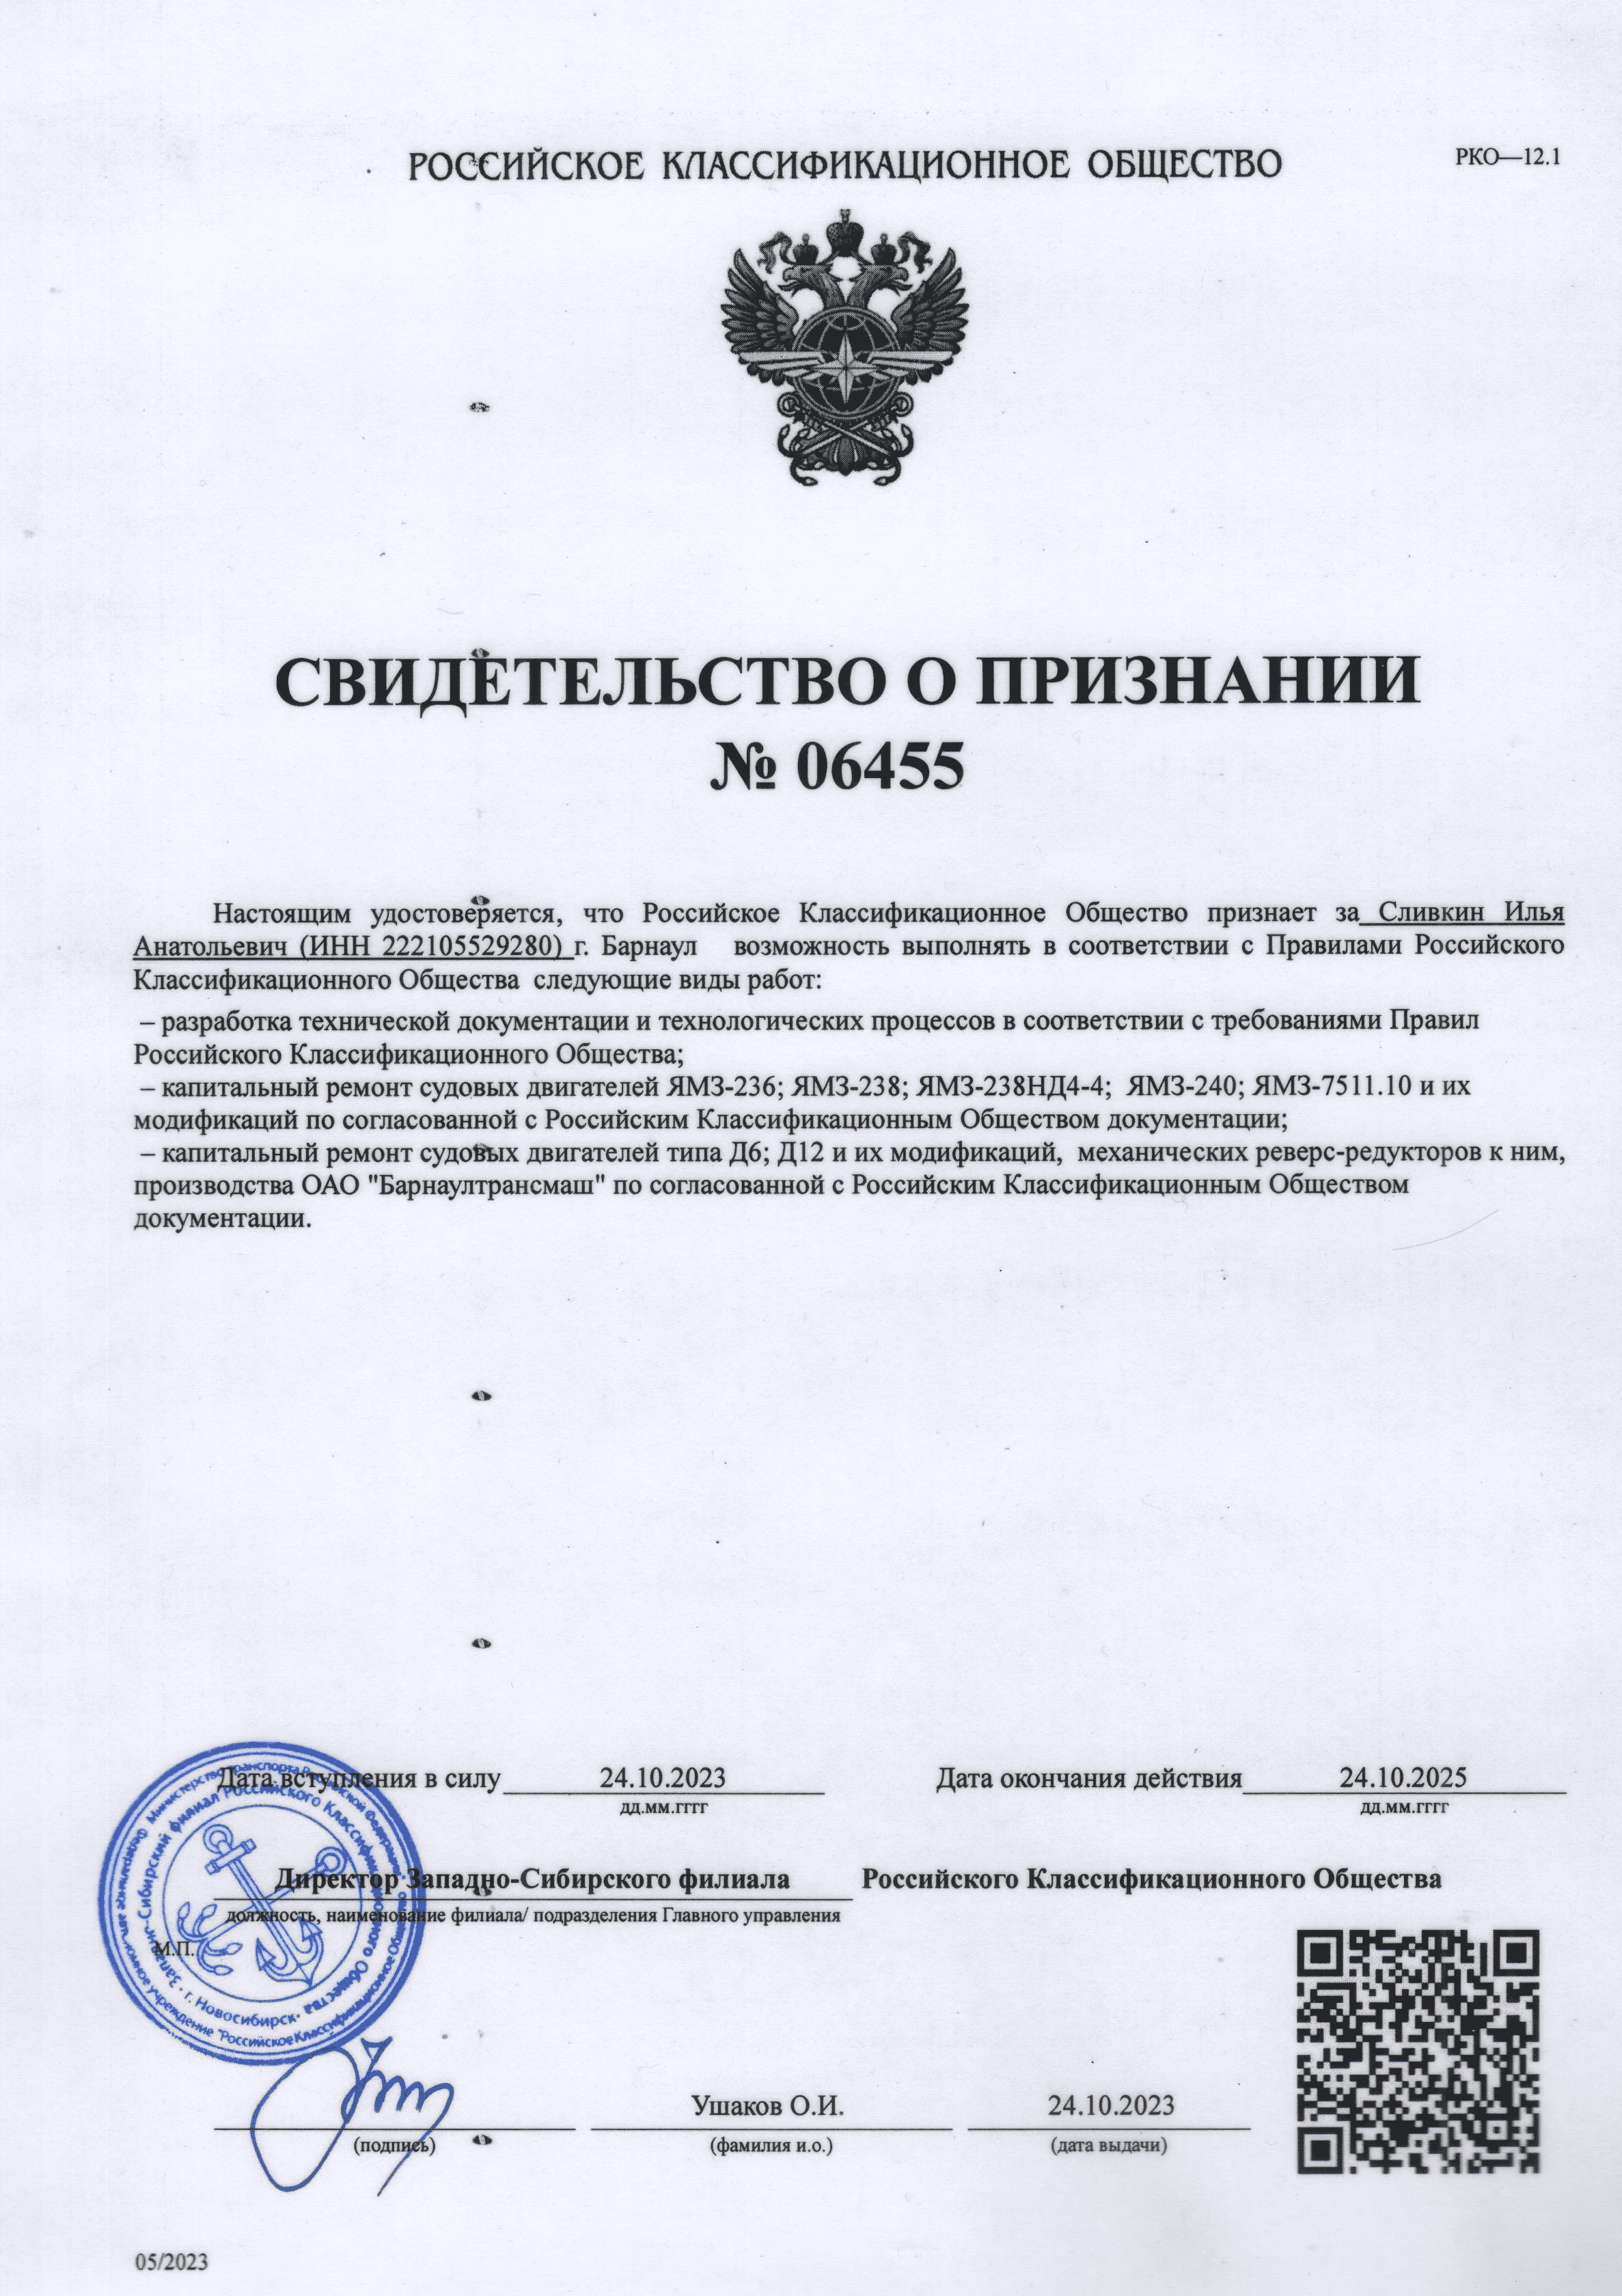 РОССИЙСКОЕ КЛАССИФИКАЦИОННОЕ ОБЩЕСТВО
РКО—12.1
СВИДЕТЕЛЬСТВО О ПРИЗНАНИИ
№ 06455
Настоящим удостоверяется, что Российское Классификационное Общество признает за Сливкин Илья
Анатольевич (ИНН 222105529280) г. Барнаул возможность выполнять в соответствии с Правилами Российского
Классификационного Общества следующие виды работ:
– разработка технической документации и технологических процессов в соответствии с требованиями Правил
Российского Классификационного Общества;
– капитальный ремонт судовых двигателей ЯМЗ-236; ЯМЗ-238; ЯМЗ-238НД4-4; ЯМЗ-240; ЯМЗ-7511.10 и их
модификаций по согласованной с Российским Классификационным Обществом документации;
– капитальный ремонт судовых двигателей типа Д6; Д12 и их модификаций, механических реверс-редукторов к ним,
производства ОАО "Барнаултрансмаш" по согласованной с Российским Классификационным Обществом
документации.
Дата вступления в силу 24.10.2023 Дата окончания действия 24.10.2025
дд.мм.гггг дд.мм.гггг
Директор Западно-Сибирского филиала Российского Классификационного Общества
должность, наименование филиала/ подразделения Главного управления
М.П.
Министерство транспорта Российской Федерации
Федеральное автономное учреждение "Российское Классификационное Общество
Западно-Сибирский филиал Российского Классификационного Общества
г. Новосибирск
Ушаков О.И. 24.10.2023
(подпись) (фамилия и.о.) (дата выдачи)
05/2023